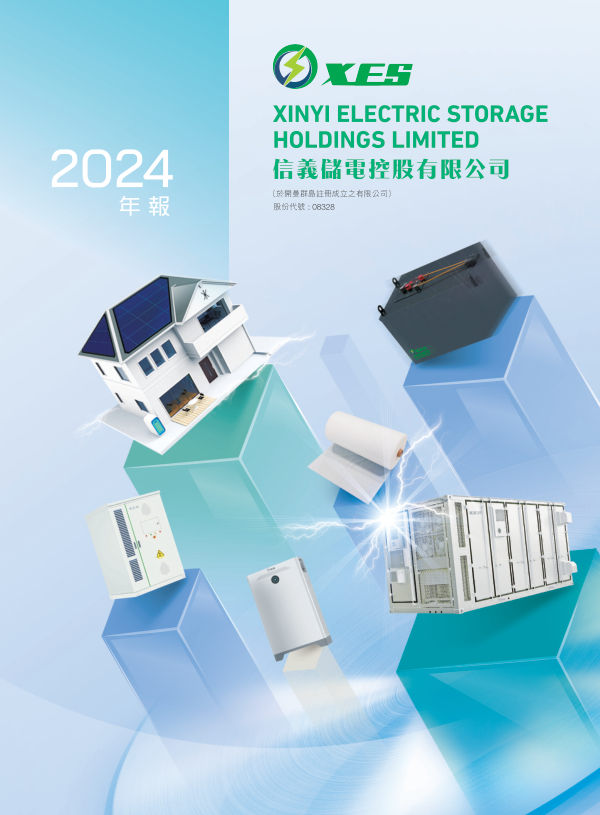 2024
年報
XES
XINYI ELECTRIC STORAGE
HOLDINGS LIMITED
信義儲電控股有限公司
(於開曼群島註冊成立之有限公司)
股份代號：08328